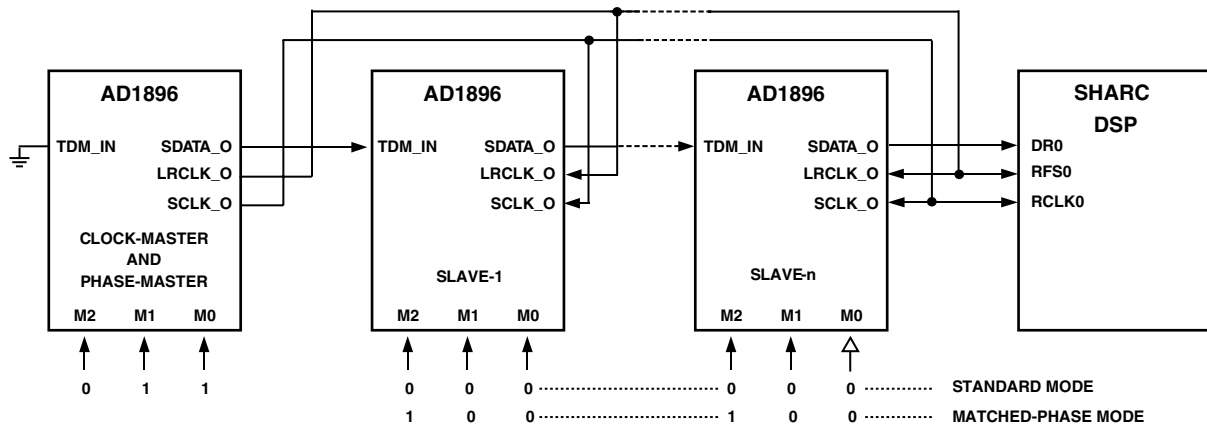 AD1896 AD1896 AD1896 SHARC
DSP
TDM_IN SDATA_O TDM_IN SDATA_O TDM_IN SDATA_O DR0
LRCLK_O LRCLK_O LRCLK_O RFS0
SCLK_O SCLK_O SCLK_O RCLK0
CLOCK-MASTER
AND
PHASE-MASTER
SLAVE-1 SLAVE-n
M2 M1 M0 M2 M1 M0 M2 M1 M0
0 1 1 0 0 0 0 0 0 STANDARD MODE
1 0 0 1 0 0 MATCHED-PHASE MODE